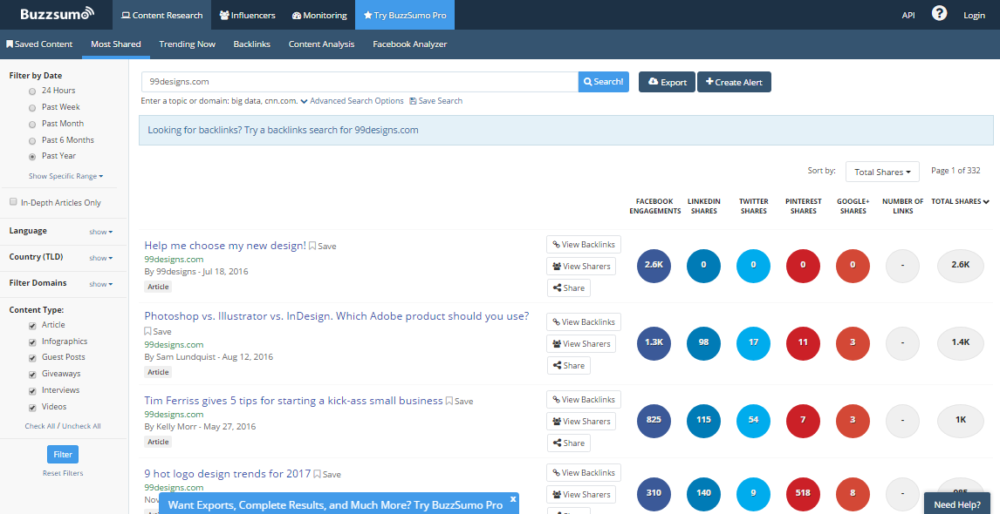 Buzzsumo
Content Research
Influencers
Monitoring
Try BuzzSumo Pro
API
?
Login
Saved Content
Most Shared
Trending Now
Backlinks
Content Analysis
Facebook Analyzer
Filter by Date
24 Hours
Past Week
Past Month
Past 6 Months
Past Year
Show Specific Range
In-Depth Articles Only
Language show
Country (TLD) show
Filter Domains show
Content Type:
Article
Infographics
Guest Posts
Giveaways
Interviews
Videos
Check All / Uncheck All
Filter
Reset Filters
99designs.com
Search!
Export
Create Alert
Enter a topic or domain: big data, cnn.com. Advanced Search Options Save Search
Looking for backlinks? Try a backlinks search for 99designs.com
Sort by: Total Shares Page 1 of 332
FACEBOOK ENGAGEMENTS
LINKEDIN SHARES
TWITTER SHARES
PINTEREST SHARES
GOOGLE+ SHARES
NUMBER OF LINKS
TOTAL SHARES
Help me choose my new design! Save
99designs.com
By 99designs - Jul 18, 2016
Article
View Backlinks
View Sharers
Share
2.6K 0 0 0 0 - 2.6K
Photoshop vs. Illustrator vs. InDesign. Which Adobe product should you use?
Save
99designs.com
By Sam Lundquist - Aug 12, 2016
Article
View Backlinks
View Sharers
Share
1.3K 98 17 11 3 - 1.4K
Tim Ferriss gives 5 tips for starting a kick-ass small business Save
99designs.com
By Kelly Morr - May 27, 2016
Article
View Backlinks
View Sharers
Share
825 115 54 7 3 - 1K
9 hot logo design trends for 2017 Save
99designs.com
Nov
View Backlinks
View Sharers
310 140 9 518 8 -
Want Exports, Complete Results, and Much More? Try BuzzSumo Pro x
Need Help?